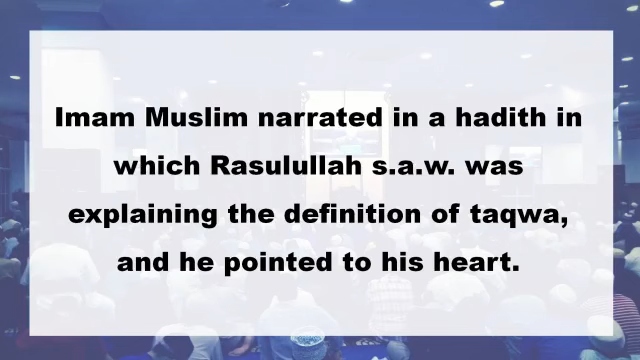 Imam Muslim narrated in a hadith in
which Rasulullah s.a.w. was
explaining the definition of taqwa,
and he pointed to his heart.